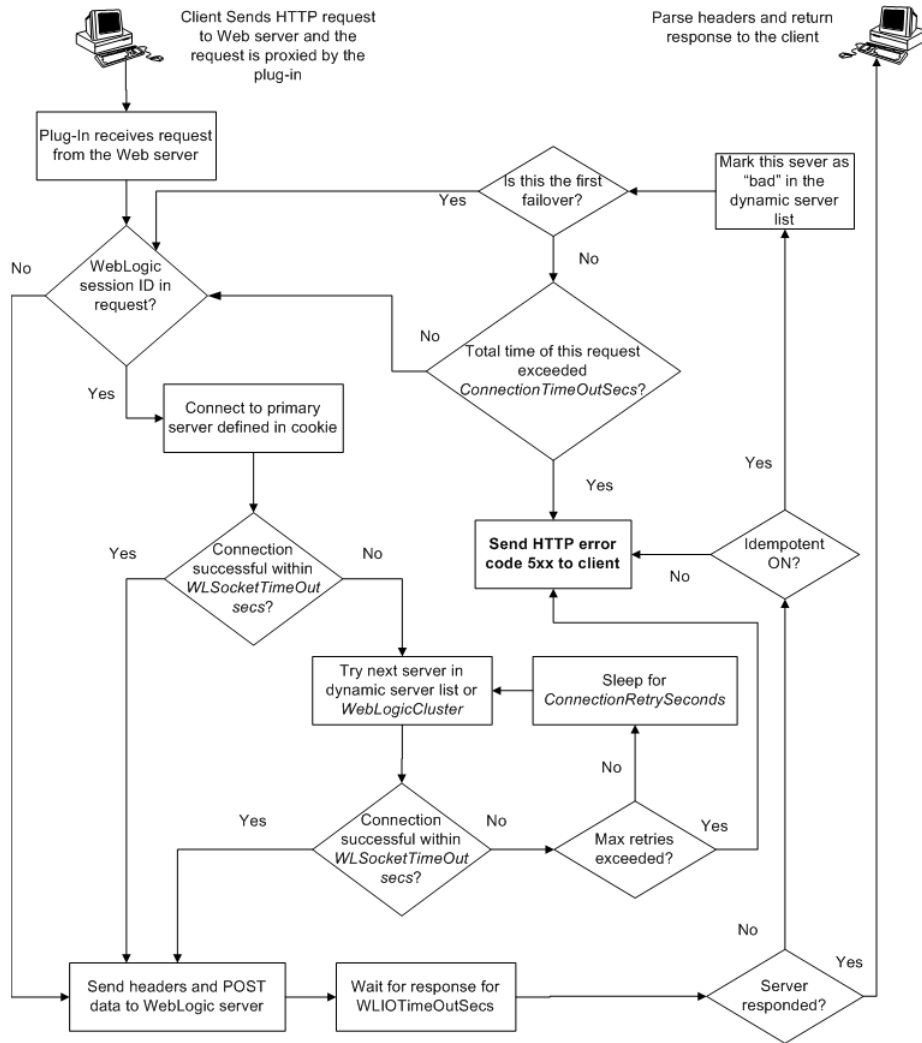 Client Sends HTTP request
to Web server and the
request is proxied by the
plug-in
Parse headers and return
response to the client
Plug-In receives request
from the Web server
Is this the first
failover?
Mark this sever as
“bad” in the
dynamic server
list
Yes
No
WebLogic
session ID in
request?
No
No
Total time of this request
exceeded
ConnectionTimeOutSecs?
Yes
Connect to primary
server defined in cookie
Yes
Yes
Send HTTP error
code 5xx to client
Idempotent
ON?
No
Yes
Connection
successful within
WLSocketTimeOut
secs?
No
Try next server in
dynamic server list or
WebLogicCluster
Sleep for
ConnectionRetrySeconds
No
Yes
Connection
successful within
WLSocketTimeOut
secs?
No
Max retries
exceeded?
Yes
No
Yes
Send headers and POST
data to WebLogic server
Wait for response for
WLIOTimeOutSecs
Server
responded?